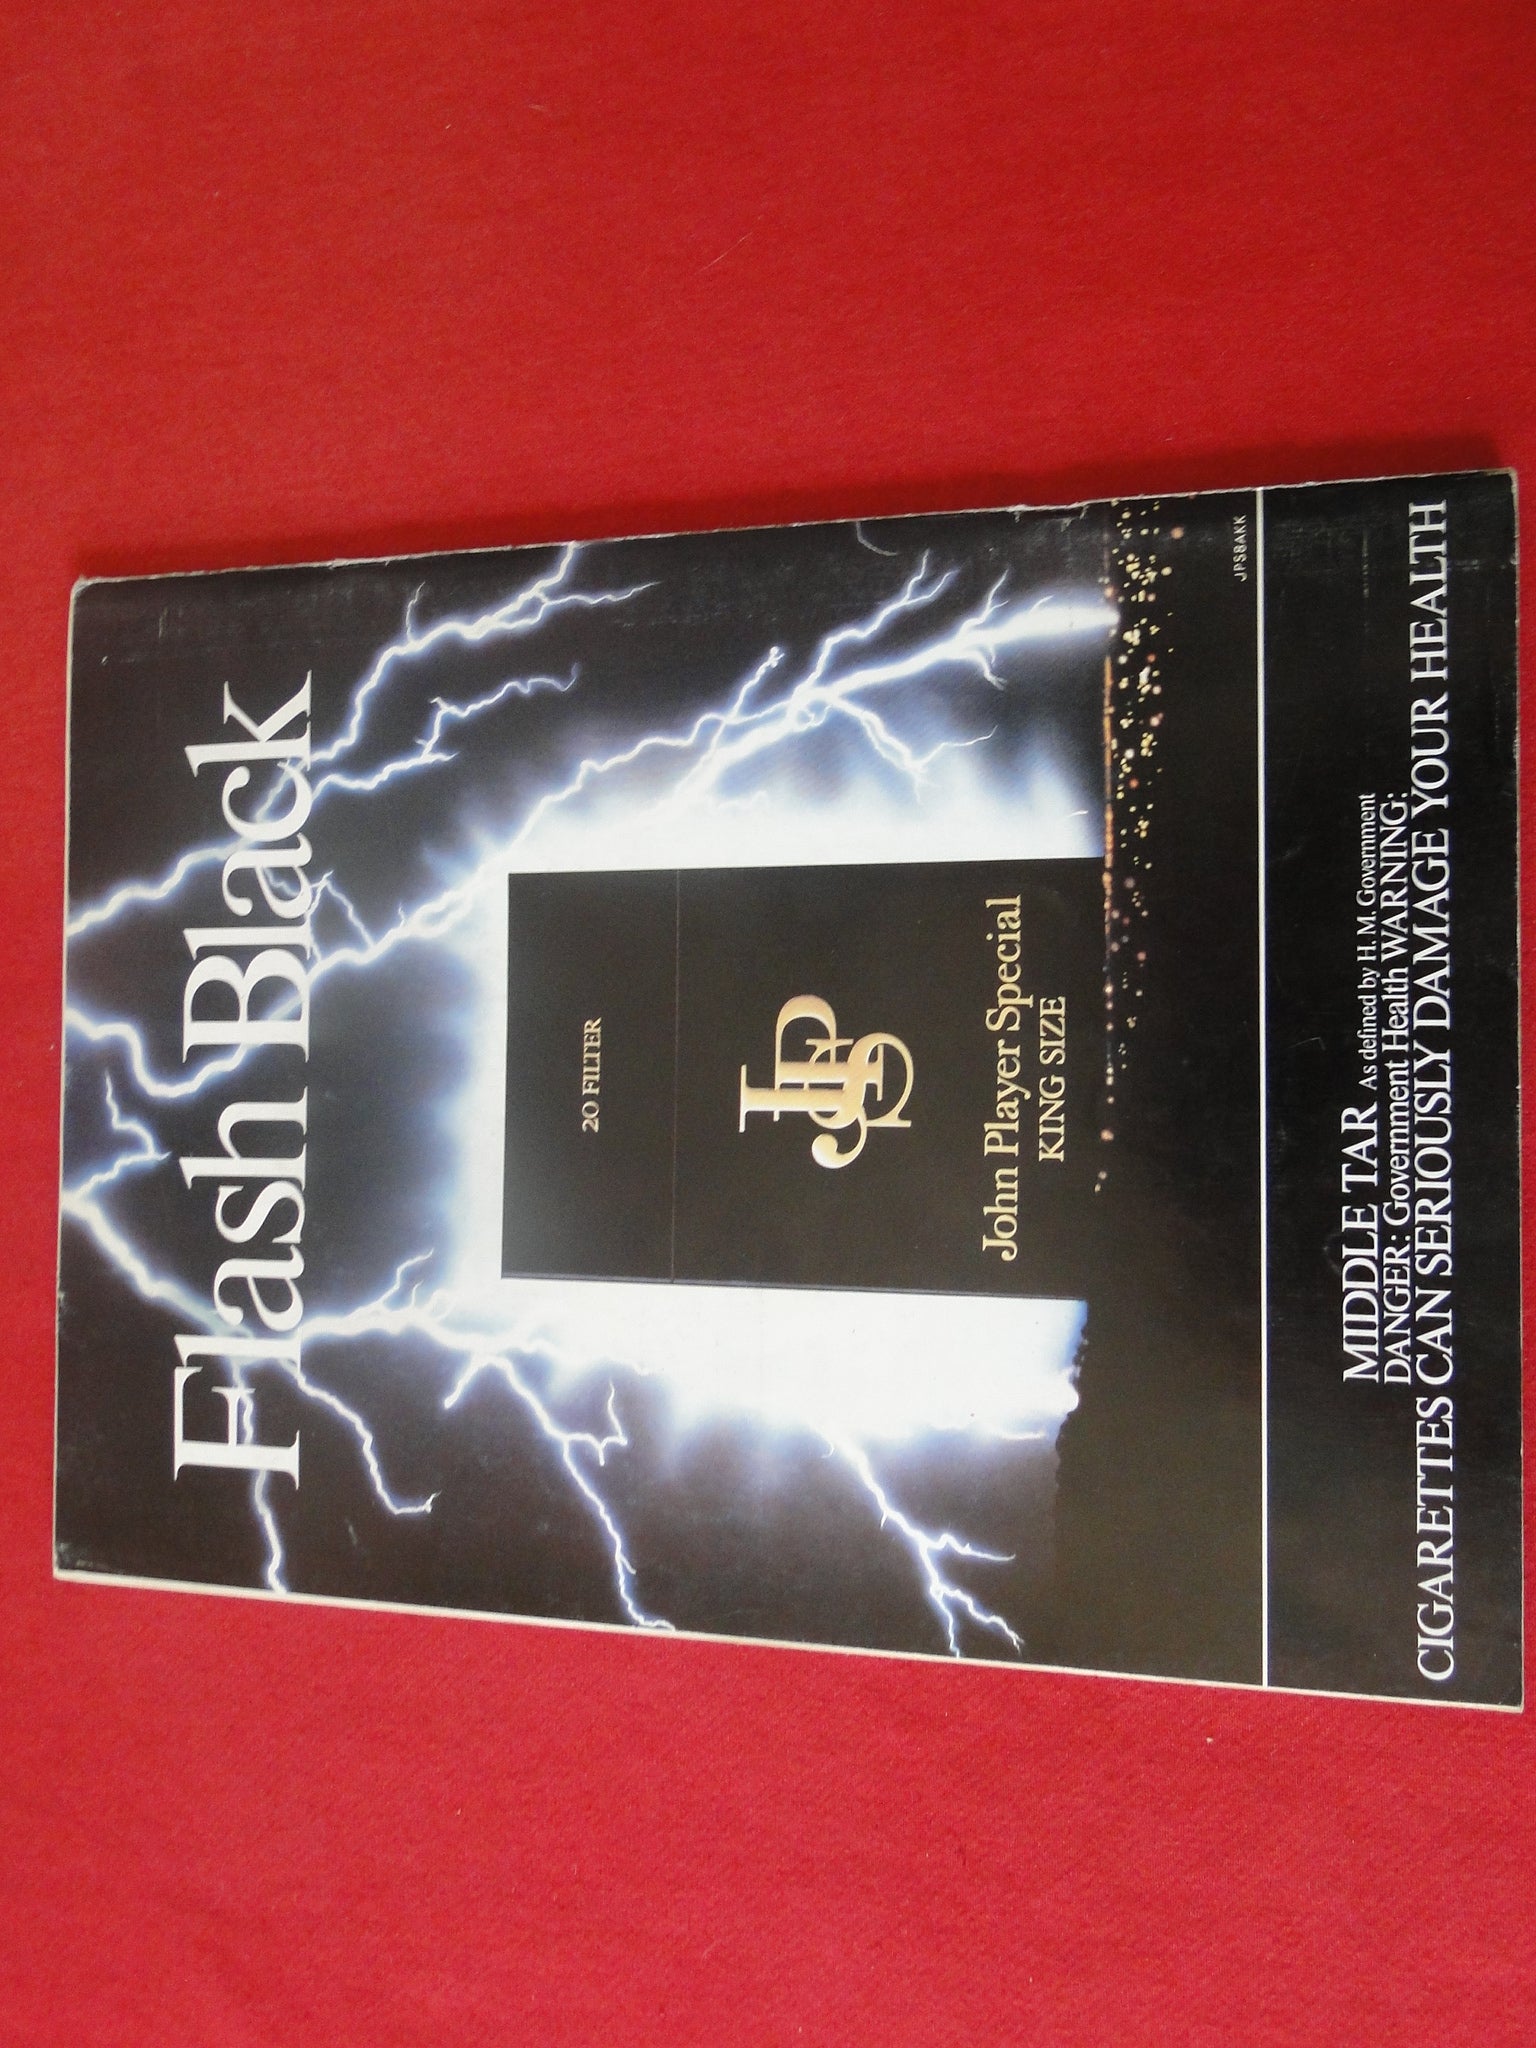 Flash Black
20 FILTER
JPS
John Player Special
KING SIZE
JPS8AKK
MIDDLE TAR As defined by H. M. Government
DANGER: Government Health WARNING:
CIGARETTES CAN SERIOUSLY DAMAGE YOUR HEALTH